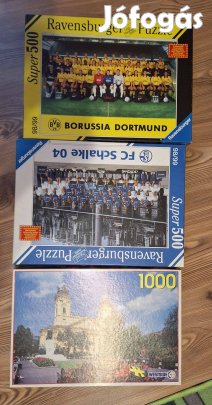 Jófogás
Ravensburger Puzzle
Super 500
98/99
BORUSSIA DORTMUND
Ravensburger
FC Schalke 04
98/99
Super 500
Ravensburger Puzzle
Ravensburger
1000